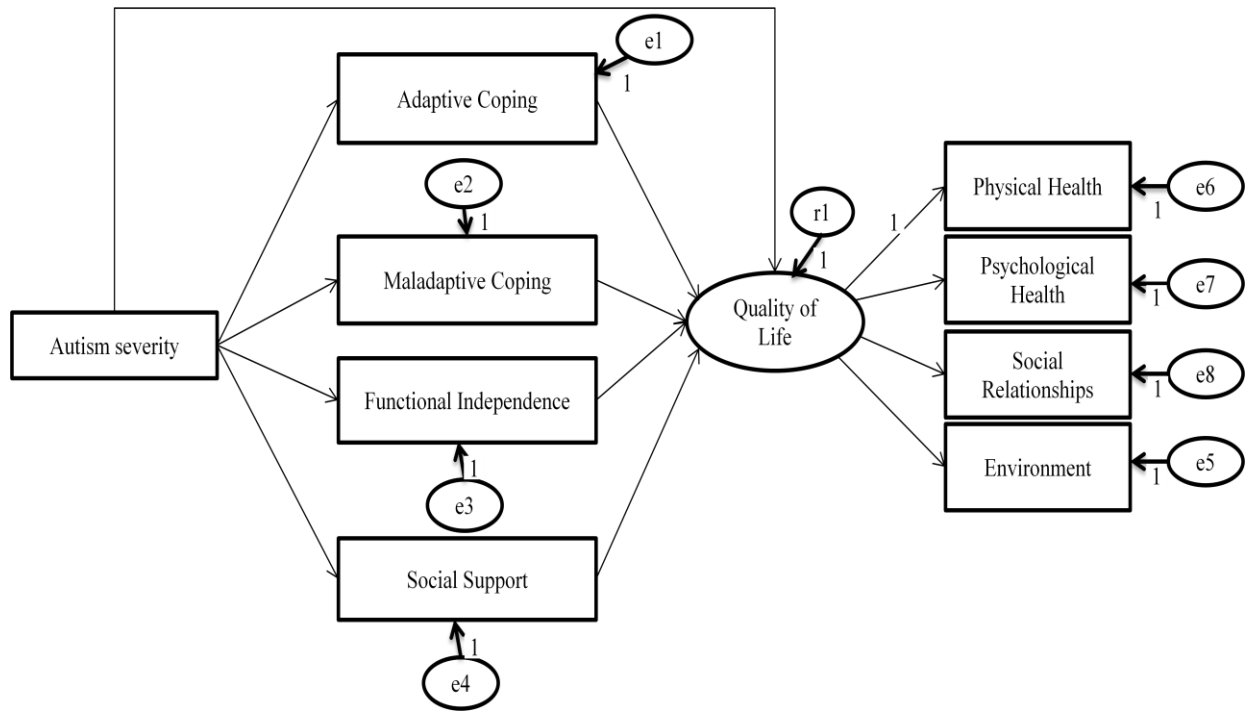 e1
1
Adaptive Coping
e2
1
Maladaptive Coping
Autism severity
Functional Independence
1
e3
Social Support
1
e4
r1
1
Quality of
Life
1
Physical Health
1
e6
Psychological
Health
1
e7
Social
Relationships
1
e8
Environment
1
e5